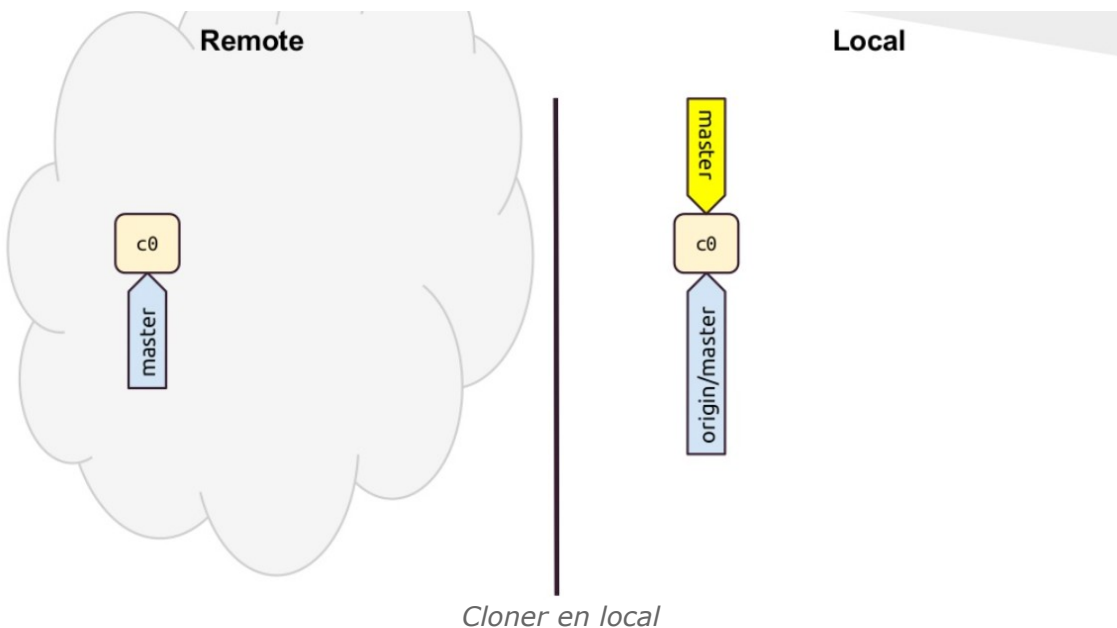 Remote
Local
master
c0
c0
master
origin/master
Cloner en local